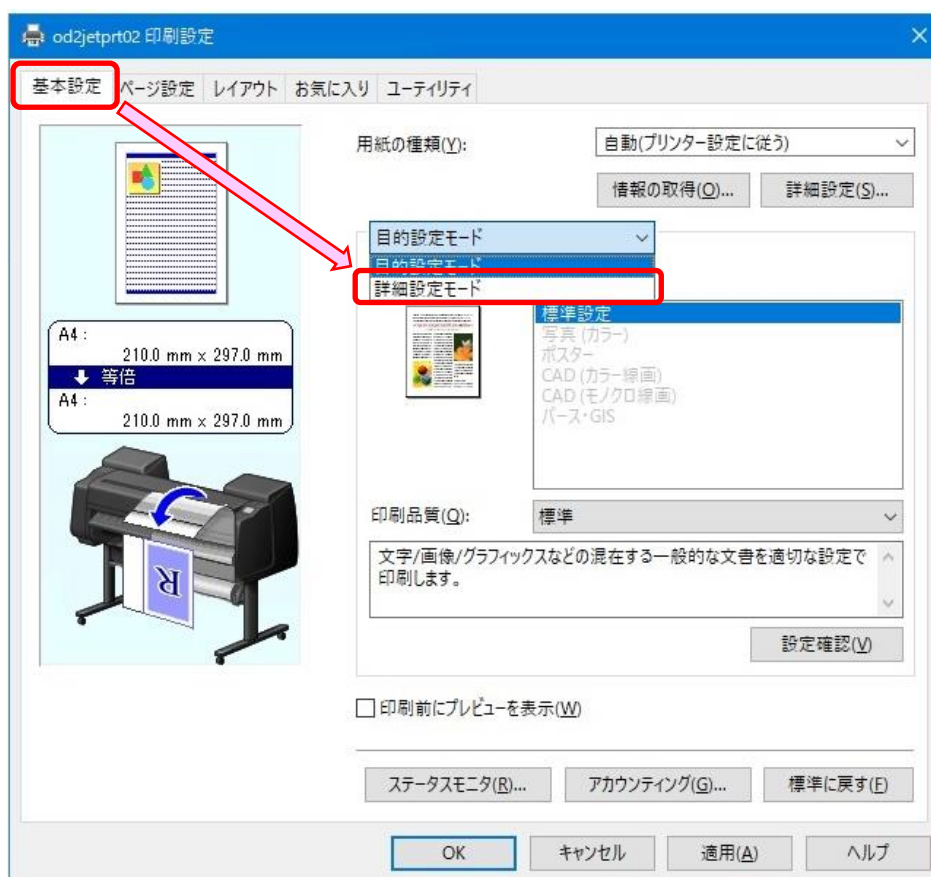 od2jetprt02 印刷設定
基本設定 ページ設定 レイアウト お気に入り ユーティリティ
用紙の種類(Y): 自動(プリンター設定に従う)
情報の取得(O)... 詳細設定(S)...
目的設定モード
目的設定モード
詳細設定モード
標準設定
写真 (カラー)
ポスター
CAD (カラー線画)
CAD (モノクロ線画)
パース・GIS
A4 :
210.0 mm x 297.0 mm
等倍
A4 :
210.0 mm x 297.0 mm
R
印刷品質(Q): 標準
文字/画像/グラフィックスなどの混在する一般的な文書を適切な設定で
印刷します。
設定確認(V)
印刷前にプレビューを表示(W)
ステータスモニタ(R)... アカウンティング(G)... 標準に戻す(F)
OK キャンセル 適用(A) ヘルプ